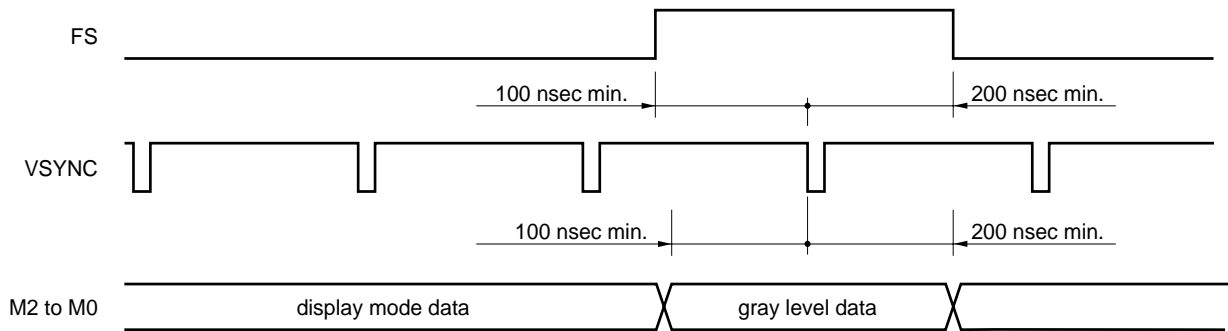 FS
100 nsec min. 200 nsec min.
VSYNC
100 nsec min. 200 nsec min.
M2 to M0 display mode data gray level data